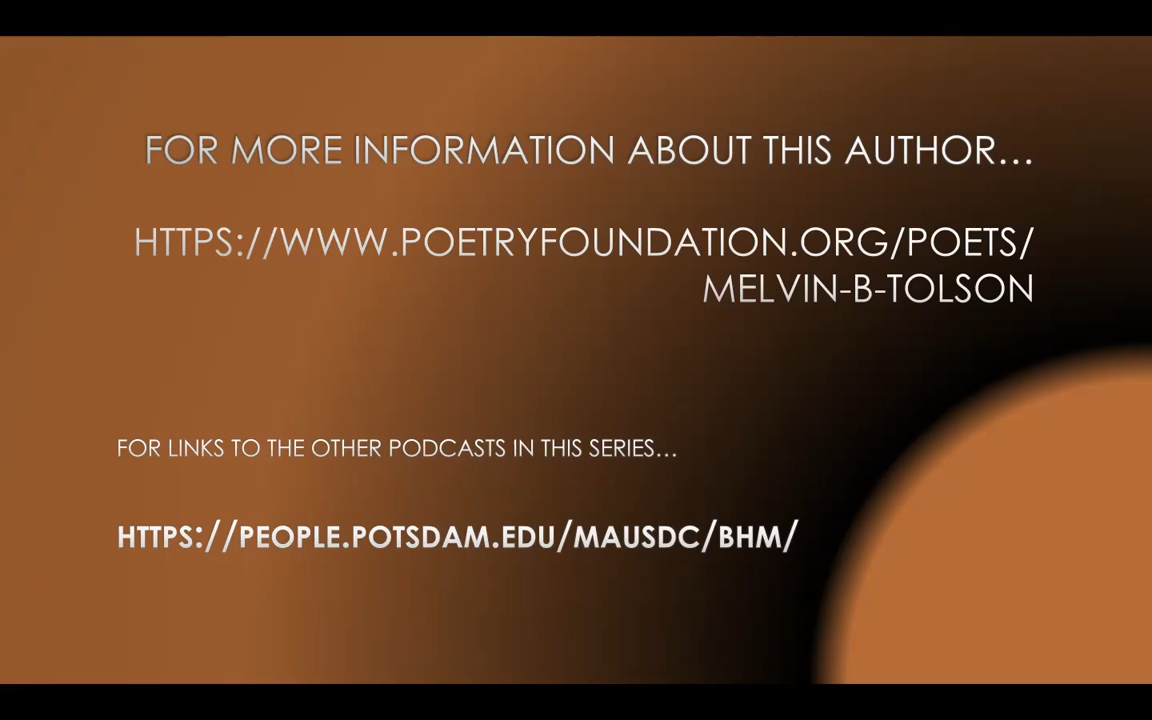 FOR MORE INFORMATION ABOUT THIS AUTHOR…
HTTPS://WWW.POETRYFOUNDATION.ORG/POETS/
MELVIN-B-TOLSON
FOR LINKS TO THE OTHER PODCASTS IN THIS SERIES…
HTTPS://PEOPLE.POTSDAM.EDU/MAUSDC/BHM/